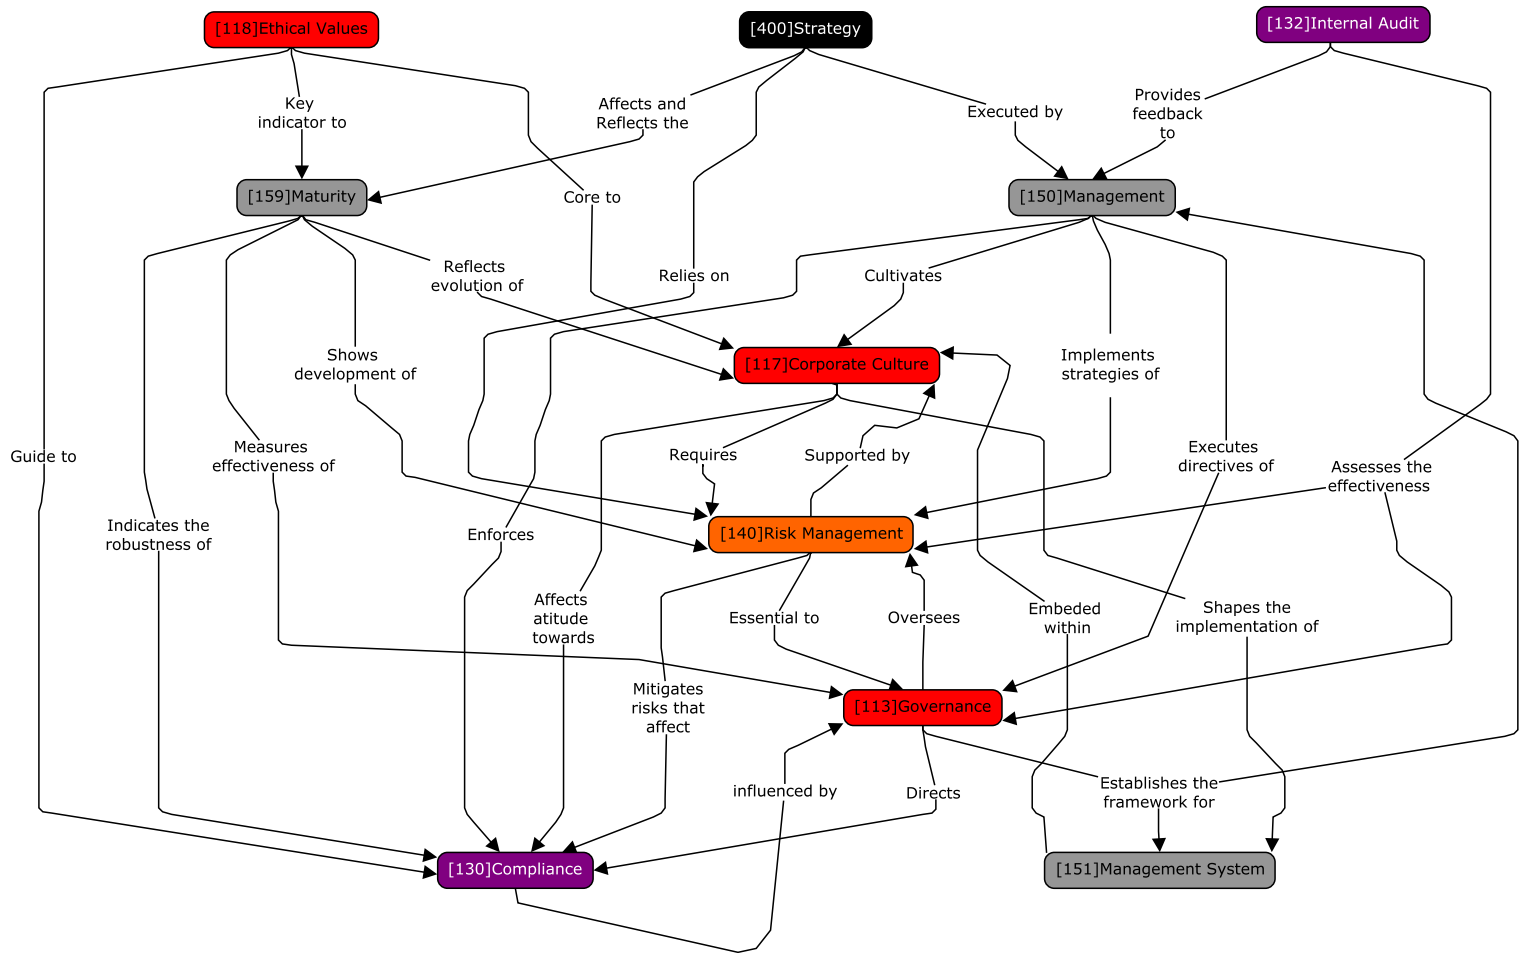 [118]Ethical Values
[400]Strategy
[132]Internal Audit
Key
indicator to
Affects and
Reflects the
Executed by
Provides
feedback
to
[159]Maturity
Core to
[150]Management
Reflects
evolution of
Relies on
Cultivates
Shows
development of
[117]Corporate Culture
Implements
strategies of
Guide to
Measures
effectiveness of
Requires
Supported by
Executes
directives of
Assesses the
effectiveness
Indicates the
robustness of
Enforces
[140]Risk Management
Affects
atitude
towards
Essential to
Oversees
Embeded
within
Shapes the
implementation of
Mitigates
risks that
affect
[113]Governance
influenced by
Directs
Establishes the
framework for
[130]Compliance
[151]Management System